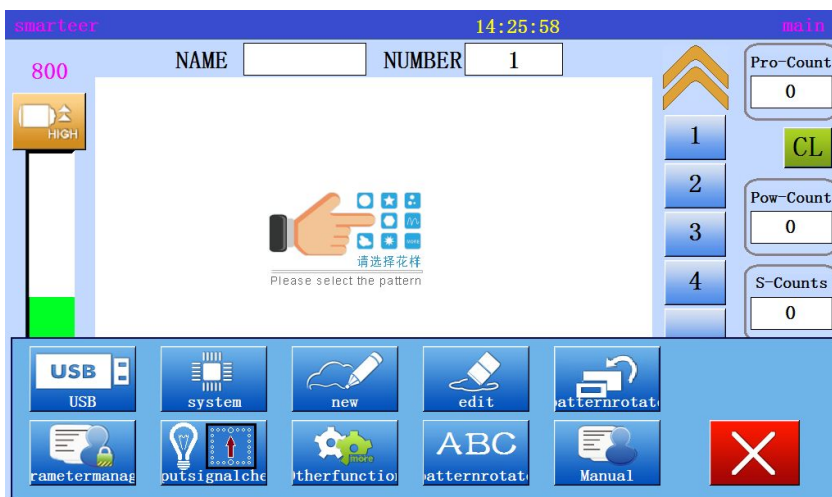 smarteer 14:25:58 main
800 NAME NUMBER 1 Pro-Count
0
HIGH
1 CL
2 Pow-Count
3 0
请选择花样
Please select the pattern
4 S-Counts
0
USB
USB system new edit patternrotat
ABC
more
rametermanag putsignalche therfunctio patternrotat Manual